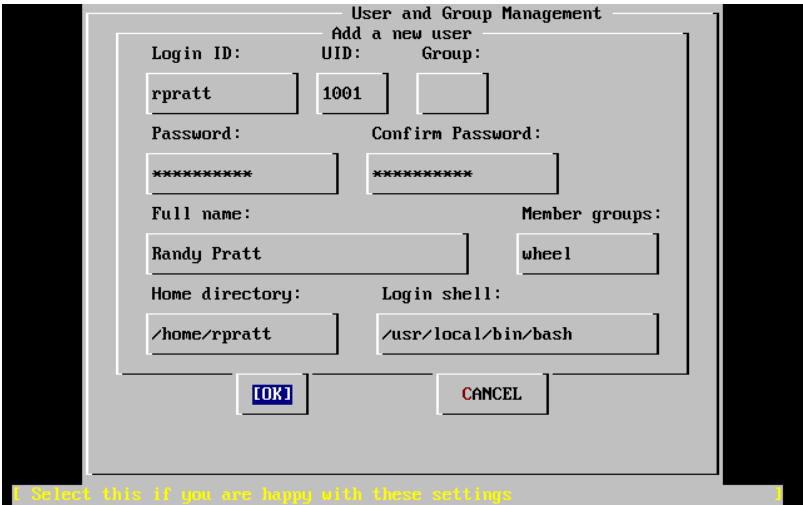 User and Group Management
Add a new user
Login ID: UID: Group:
rpratt 1001
Password: Confirm Password:
********** **********
Full name: Member groups:
Randy Pratt wheel
Home directory: Login shell:
/home/rpratt /usr/local/bin/bash
[OK] CANCEL
[ Select this if you are happy with these settings ]